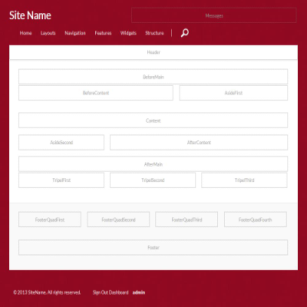 Site Name
Messages
Home Layouts Navigation Features Widgets Structure
Header
BeforeMain
BeforeContent AsideFirst
Content
AsideSecond AfterContent
AfterMain
TripelFirst TripelSecond TripelThird
FooterQuadFirst FooterQuadSecond FooterQuadThird FooterQuadFourth
Footer
© 2013 SiteName. All rights reserved. Sign Out Dashboard admin